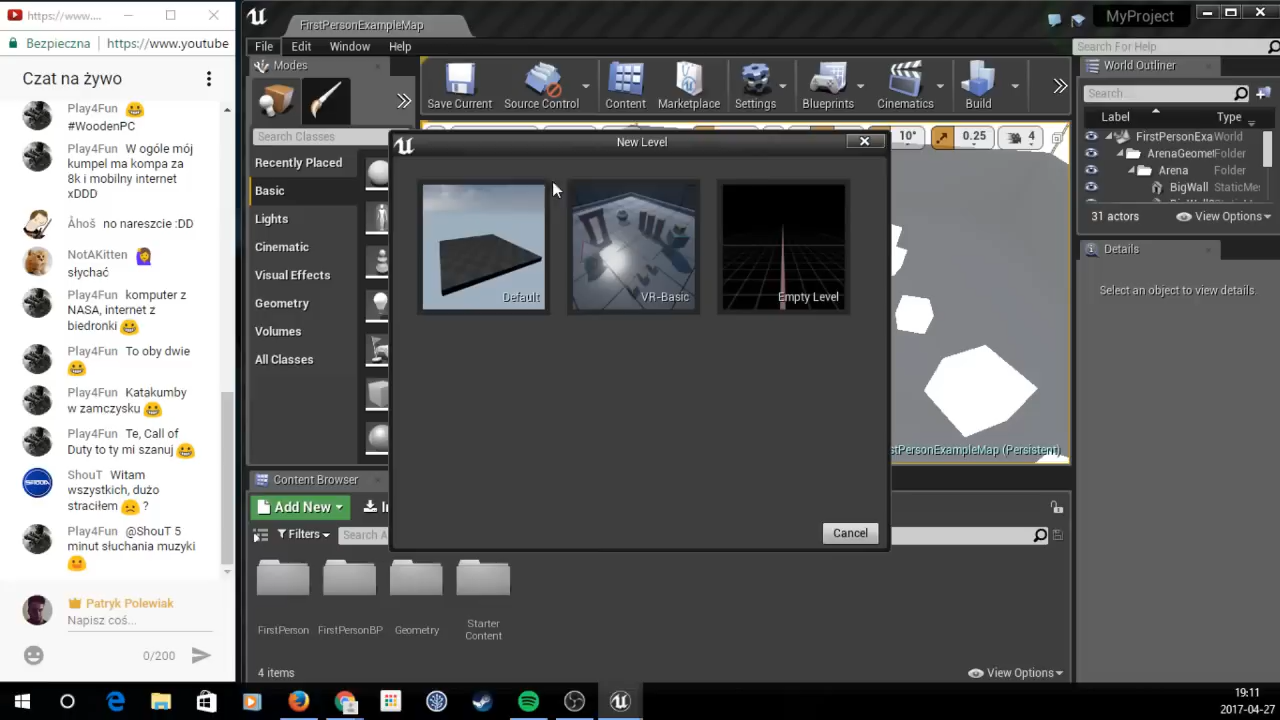 https://www....
Bezpieczna
https://www.youtube
Czat na żywo
Play4Fun
#WoodenPC
Play4Fun W ogóle mój
kumpel ma kompa za
8k i mobilny internet
xDDD
Åhoš no nareszcie :DD
NotAKitten
słychać
Play4Fun komputer z
NASA, internet z
biedronki
Play4Fun To oby dwie
Play4Fun Katakumby
w zamczysku
Play4Fun Te, Call of
Duty to ty mi szanuj
ShouT Witam
wszystkich, dużo
straciłem ?
Play4Fun @ShouT 5
minut słuchania muzyki
Patryk Polewiak
Napisz coś...
0/200
FirstPersonExampleMap
MyProject
File Edit Window Help
Search For Help
Modes
Save Current
Source Control
Content
Marketplace
Settings
Blueprints
Cinematics
Build
Search Classes
Recently Placed
Basic
Lights
Cinematic
Visual Effects
Geometry
Volumes
All Classes
10°
0.25
4
New Level
Default
VR-Basic
Empty Level
Cancel
stPersonExampleMap (Persistent)
World Outliner
Search...
Label Type
FirstPersonExa World
ArenaGeomet Folder
Arena Folder
BigWall StaticMe
31 actors
View Options
Details
Select an object to view details.
Content Browser
Add New
Filters
Search A
FirstPerson
FirstPersonBP
Geometry
Starter
Content
4 items
View Options
19:11
2017-04-27